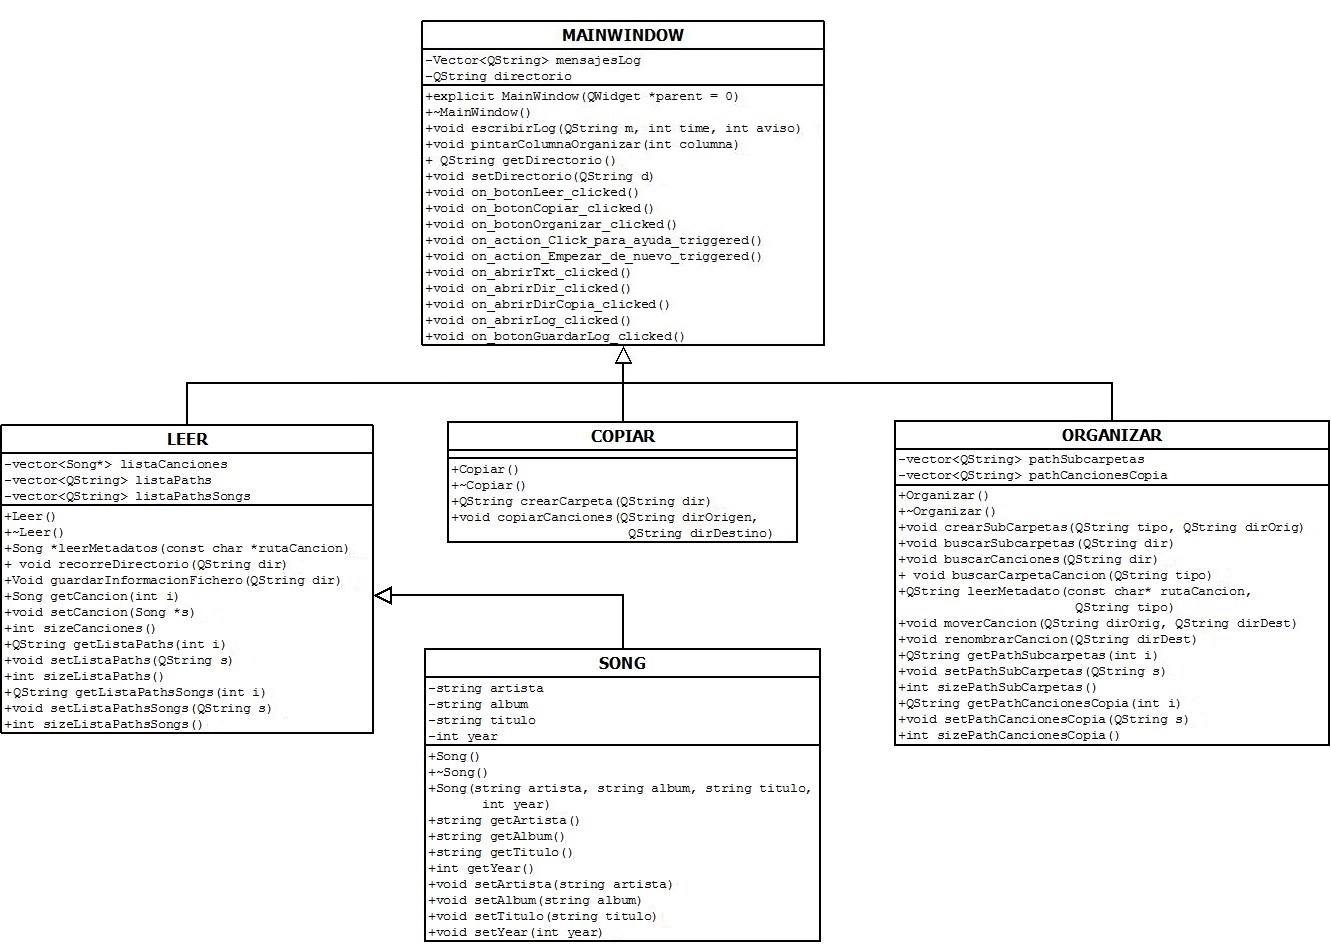 MAINWINDOW
-Vector<QString> mensajesLog
-QString directorio
+explicit MainWindow(QWidget *parent = 0)
+~MainWindow()
+void escribirLog(QString m, int time, int aviso)
+void pintarColumnaOrganizar(int columna)
+ QString getDirectorio()
+void setDirectorio(QString d)
+void on_botonLeer_clicked()
+void on_botonCopiar_clicked()
+void on_botonOrganizar_clicked()
+void on_action_Click_para_ayuda_triggered()
+void on_action_Empezar_de_nuevo_triggered()
+void on_abrirTxt_clicked()
+void on_abrirDir_clicked()
+void on_abrirDirCopia_clicked()
+void on_abrirLog_clicked()
+void on_botonGuardarLog_clicked()
LEER
-vector<Song*> listaCanciones
-vector<QString> listaPaths
-vector<QString> listaPathsSongs
+Leer()
+~Leer()
+Song *leerMetadatos(const char *rutaCancion)
+ void recorreDirectorio(QString dir)
+Void guardarInformacionFichero(QString dir)
+Song getCancion(int i)
+void setCancion(Song *s)
+int sizeCanciones()
+QString getListaPaths(int i)
+void setListaPaths(QString s)
+int sizeListaPaths()
+QString getListaPathsSongs(int i)
+void setListaPathsSongs(QString s)
+int sizeListaPathsSongs()
COPIAR
+Copiar()
+~Copiar()
+QString crearCarpeta(QString dir)
+void copiarCanciones(QString dirOrigen,
QString dirDestino)
ORGANIZAR
-vector<QString> pathSubcarpetas
-vector<QString> pathCancionesCopia
+Organizar()
+~Organizar()
+void crearSubCarpetas(QString tipo, QString dirOrig)
+void buscarSubcarpetas(QString dir)
+void buscarCanciones(QString dir)
+ void buscarCarpetaCancion(QString tipo)
+QString leerMetadato(const char* rutaCancion,
QString tipo)
+void moverCancion(QString dirOrig, QString dirDest)
+void renombrarCancion(QString dirDest)
+QString getPathSubcarpetas(int i)
+void setPathSubCarpetas(QString s)
+int sizePathSubCarpetas()
+QString getPathCancionesCopia(int i)
+void setPathCancionesCopia(QString s)
+int sizePathCancionesCopia()
SONG
-string artista
-string album
-string titulo
-int year
+Song()
+~Song()
+Song(string artista, string album, string titulo,
int year)
+string getArtista()
+string getAlbum()
+string getTitulo()
+int getYear()
+void setArtista(string artista)
+void setAlbum(string album)
+void setTitulo(string titulo)
+void setYear(int year)